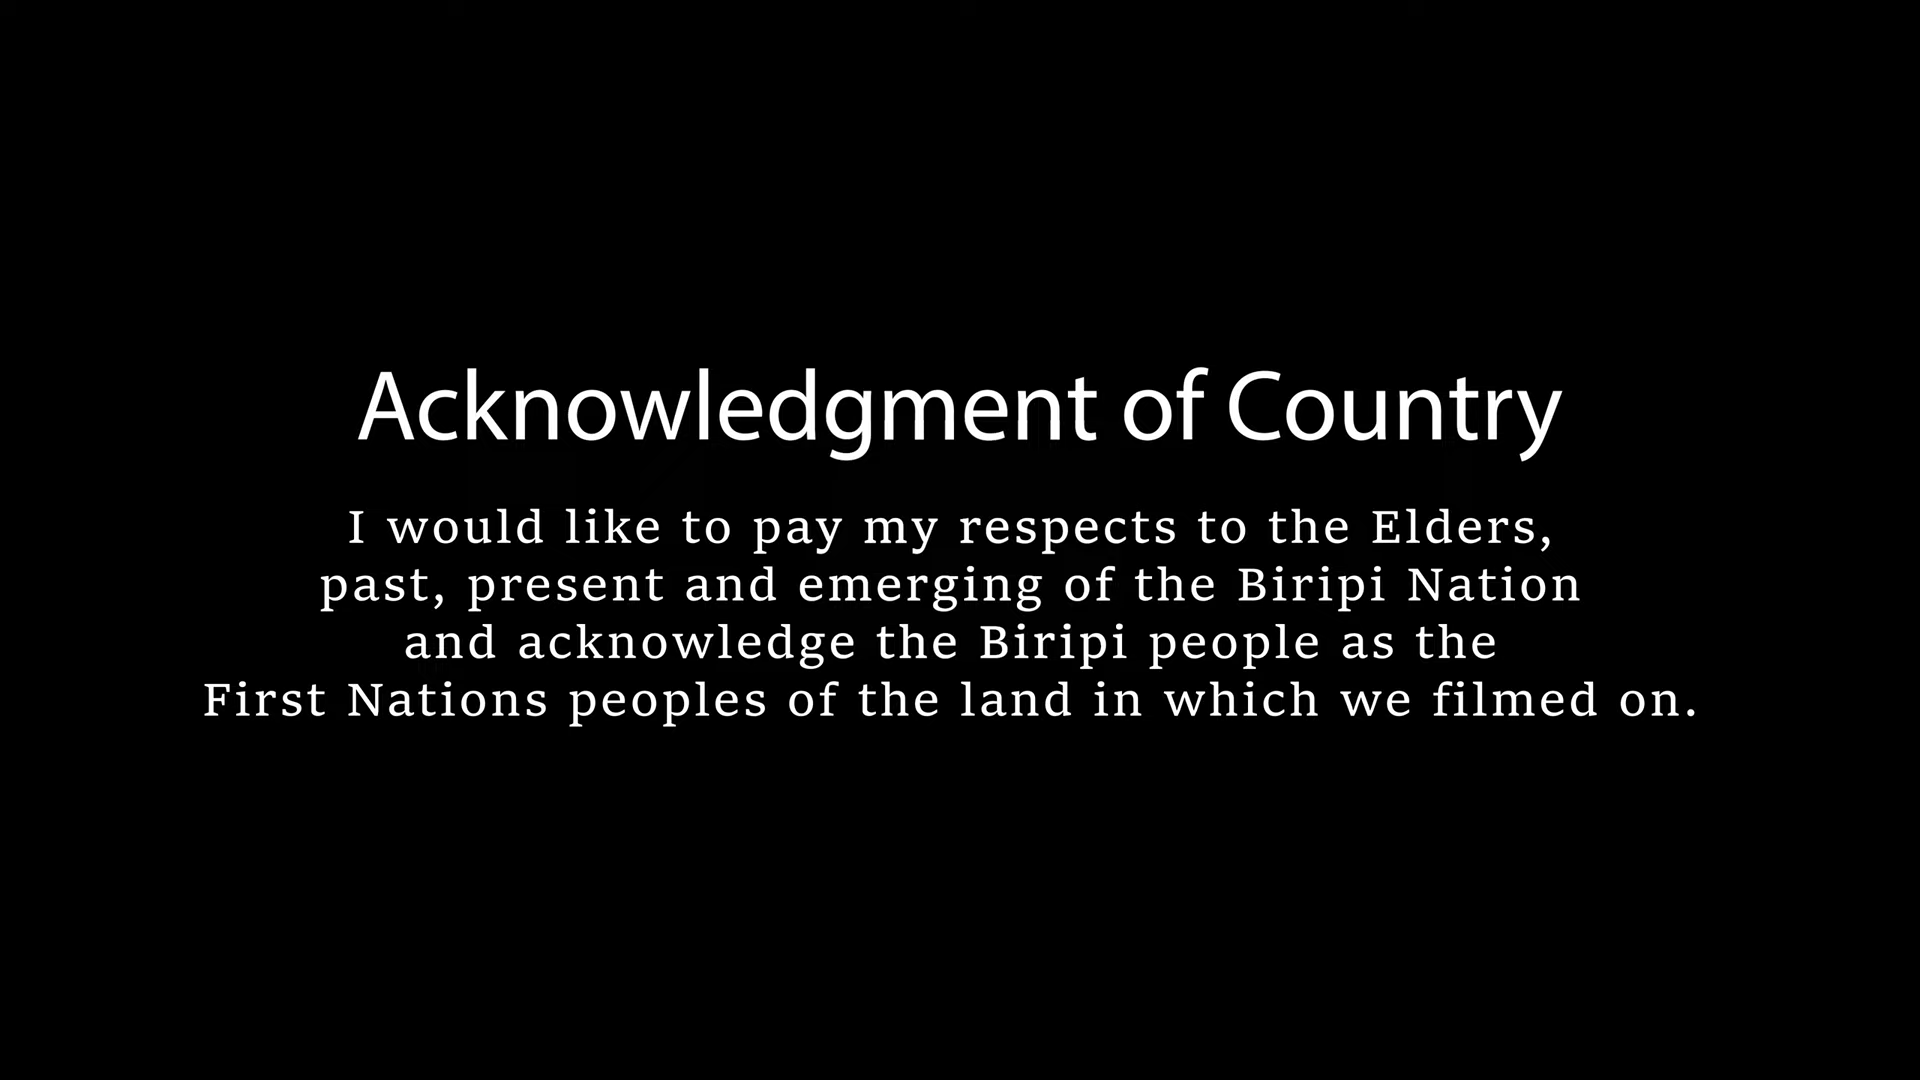 Acknowledgment of Country
I would like to pay my respects to the Elders,
past, present and emerging of the Biripi Nation
and acknowledge the Biripi people as the
First Nations peoples of the land in which we filmed on.